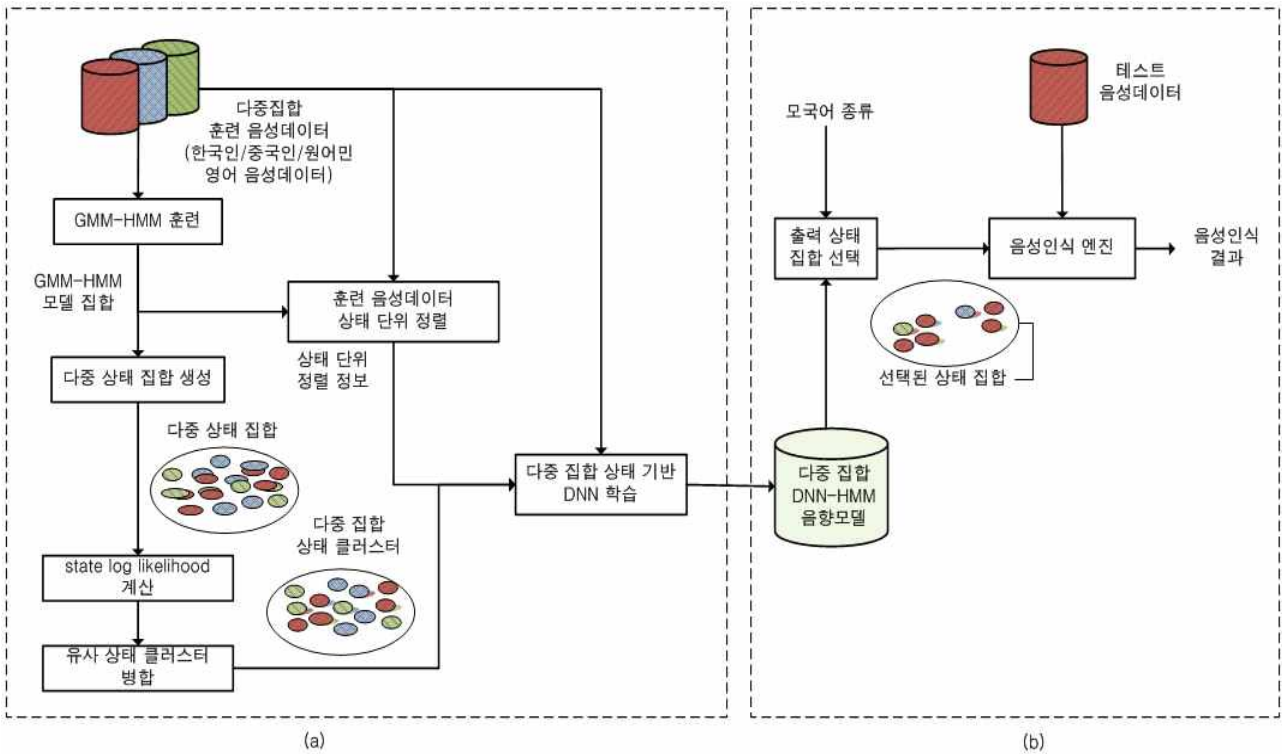 다중집합
훈련 음성데이터
(한국인/중국인/원어민
영어 음성데이터)
GMM-HMM 훈련
GMM-HMM
모델 집합
훈련 음성데이터
상태 단위 정렬
상태 단위
정렬 정보
다중 상태 집합 생성
다중 상태 집합
다중 집합 상태 기반
DNN 학습
다중 집합
상태 클러스터
state log likelihood
계산
유사 상태 클러스터
병합
(a)
테스트
음성데이터
모국어 종류
출력 상태
집합 선택
음성인식 엔진
음성인식
결과
선택된 상태 집합
다중 집합
DNN-HMM
음향모델
(b)